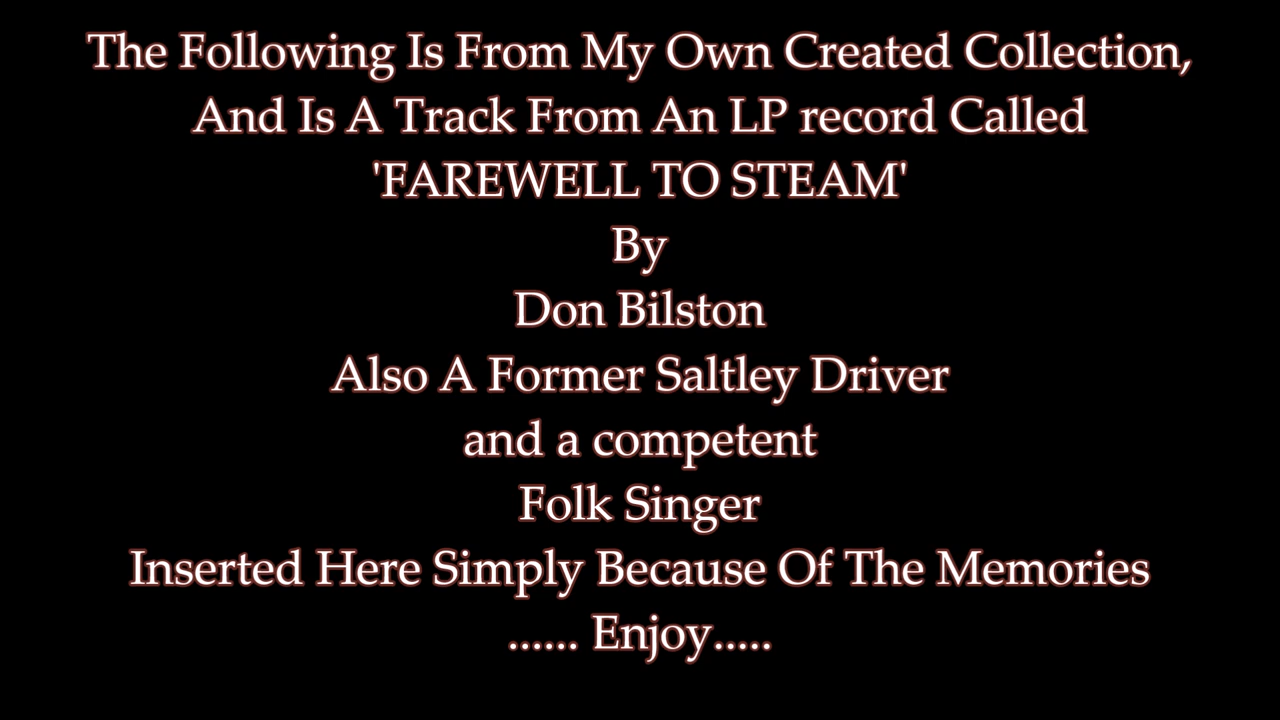 The Following Is From My Own Created Collection,
And Is A Track From An LP record Called
'FAREWELL TO STEAM'
By
Don Bilston
Also A Former Saltley Driver
and a competent
Folk Singer
Inserted Here Simply Because Of The Memories
...... Enjoy.....